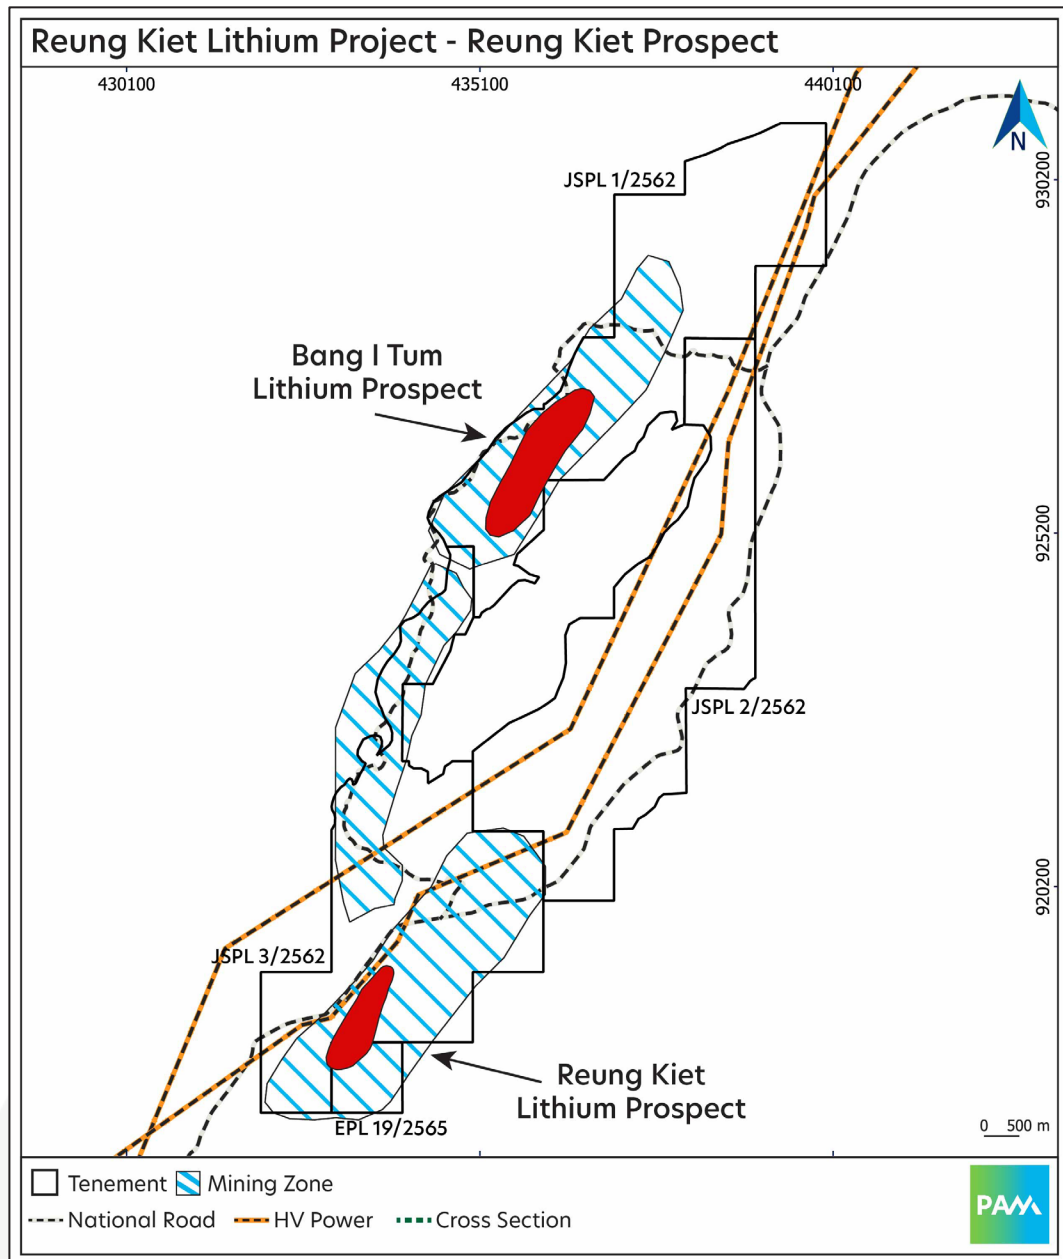 Reung Kiet Lithium Project - Reung Kiet Prospect
430100 435100 440100
N
930200
JSPL 1/2562
Bang I Tum
Lithium Prospect
925200
JSPL 2/2562
920200
JSPL 3/2562
Reung Kiet
Lithium Prospect
EPL 19/2565
0 500 m
Tenement Mining Zone
National Road HV Power Cross Section
PAM